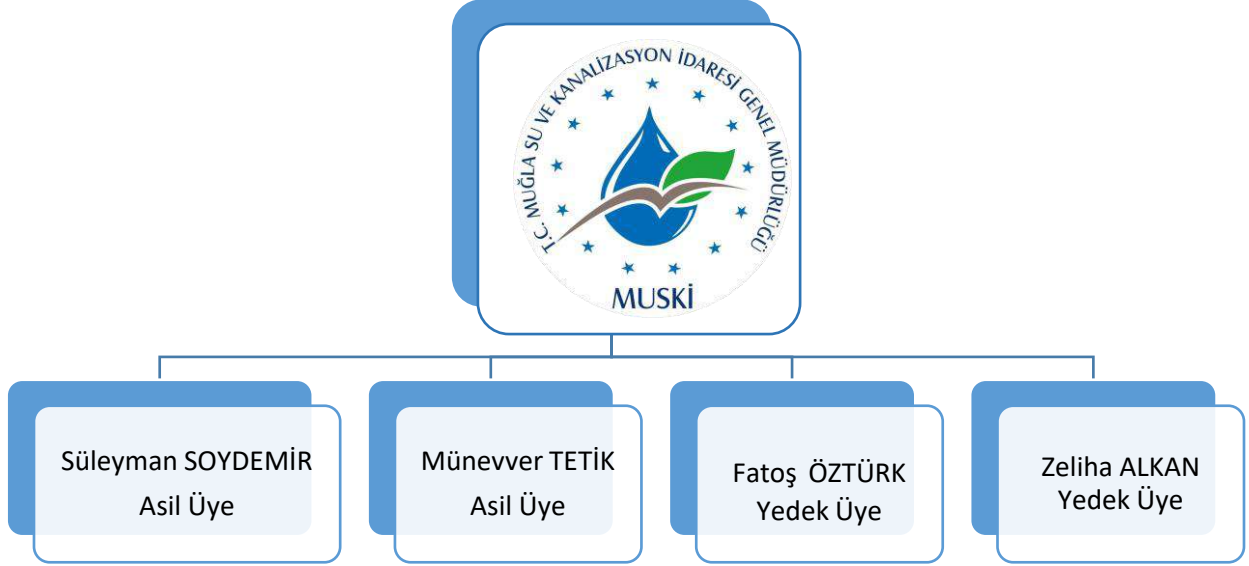 T.C. MUĞLA SU VE KANALİZASYON İDARESİ GENEL MÜDÜRLÜĞÜ
MUSKİ
Süleyman SOYDEMİR
Asil Üye
Münevver TETİK
Asil Üye
Fatoş ÖZTÜRK
Yedek Üye
Zeliha ALKAN
Yedek Üye